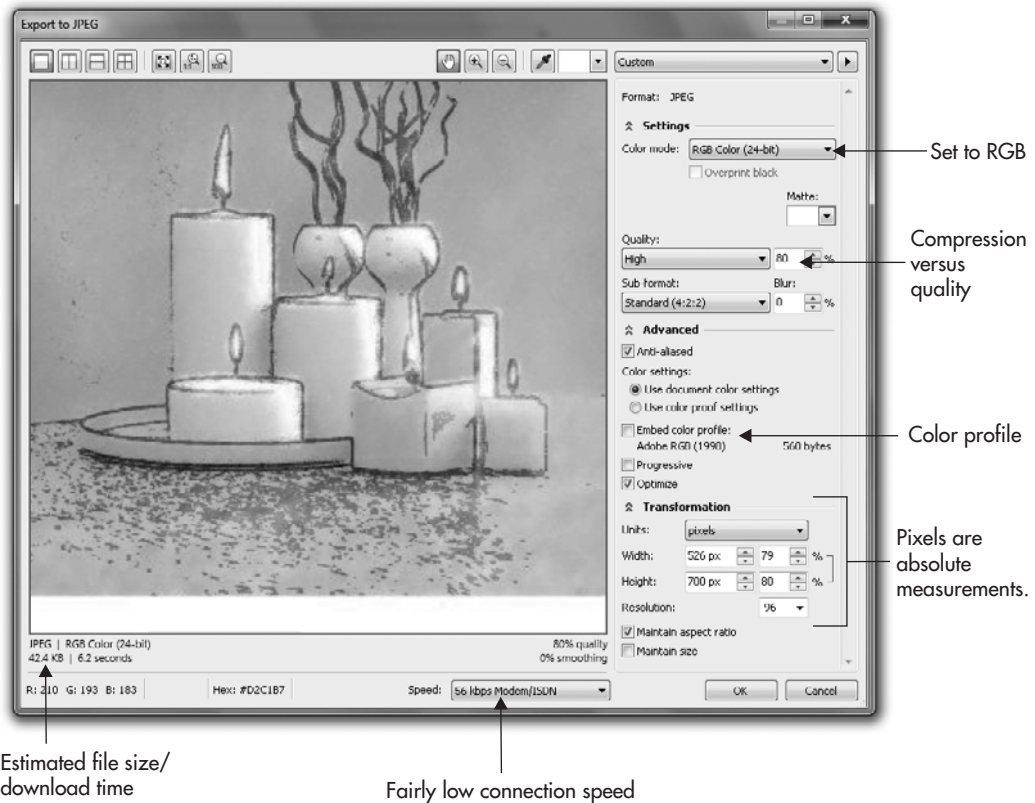 Export to JPEG
1:1
100%
Custom
Format: JPEG
Settings
Color mode: RGB Color (24-bit)
Set to RGB
Overprint black
Matte:
Quality:
High 80 %
Compression
versus
quality
Sub-format: Blur:
Standard (4:2:2) 0 %
Advanced
Anti-aliased
Color settings:
Use document color settings
Use color proof settings
Embed color profile:
Adobe RGB (1998) 560 bytes
Color profile
Progressive
Optimize
Transformation
Units: pixels
Width: 526 px 79 %
Height: 700 px 80 %
Pixels are
absolute
measurements.
Resolution: 96
Maintain aspect ratio
Maintain size
JPEG | RGB Color (24-bit) 80% quality
42.4 KB | 6.2 seconds 0% smoothing
R: 210 G: 193 B: 183 Hex: #D2C1B7 Speed: 56 kbps Modem/ISDN OK Cancel
Estimated file size/
download time
Fairly low connection speed